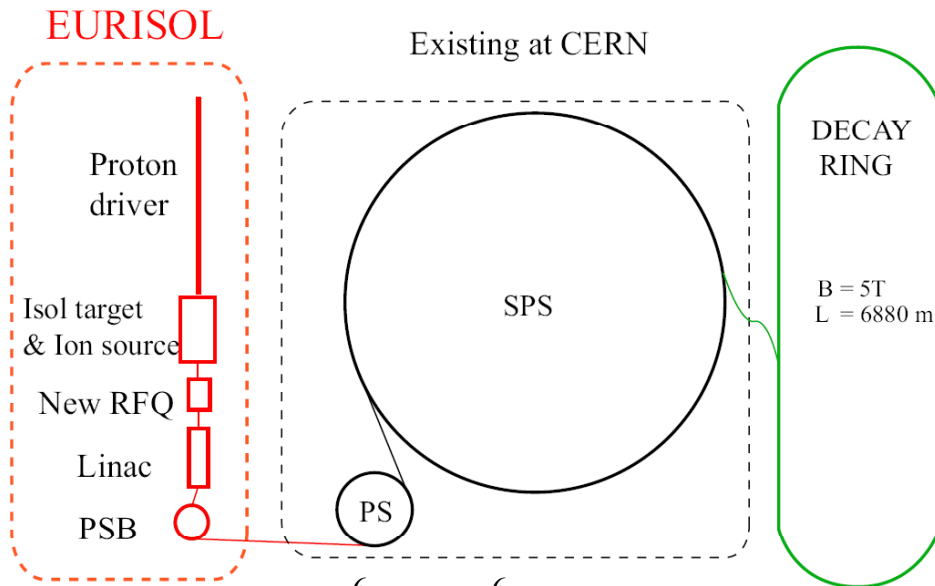 EURISOL
Existing at CERN
Proton
driver
Isol target
& Ion source
New RFQ
Linac
PSB
PS
SPS
DECAY
RING
B = 5T
L = 6880 m